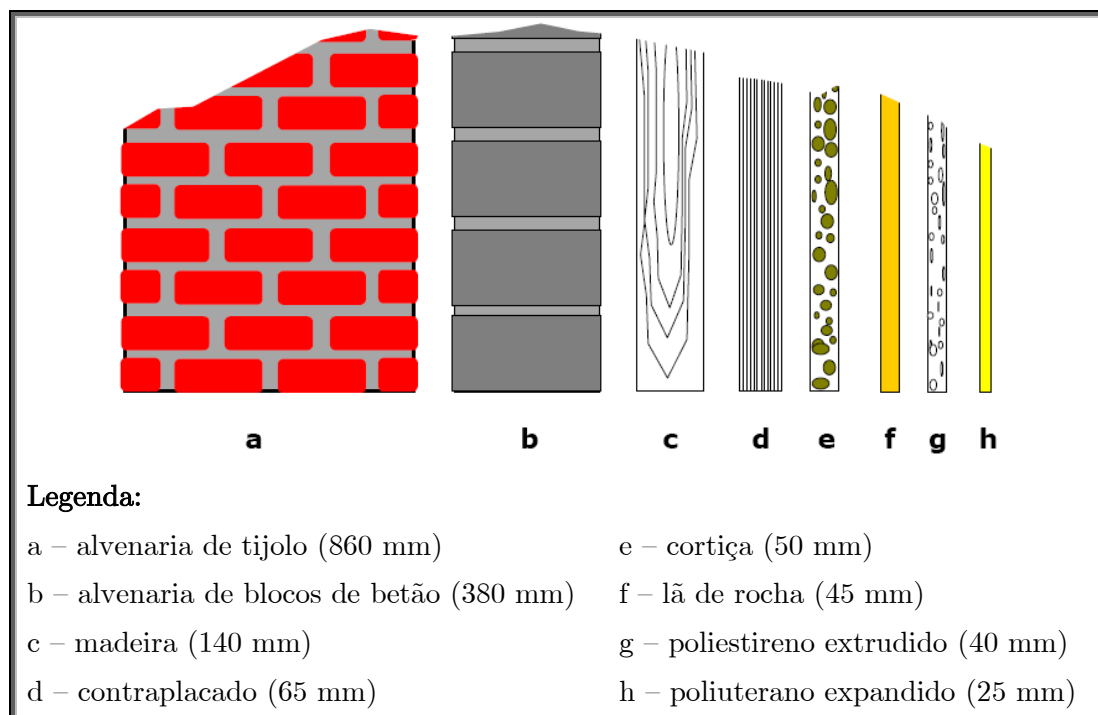 a b c d e f g h
Legenda:
a – alvenaria de tijolo (860 mm)
b – alvenaria de blocos de betão (380 mm)
c – madeira (140 mm)
d – contraplacado (65 mm)
e – cortiça (50 mm)
f – lã de rocha (45 mm)
g – poliestireno extrudido (40 mm)
h – poliuterano expandido (25 mm)